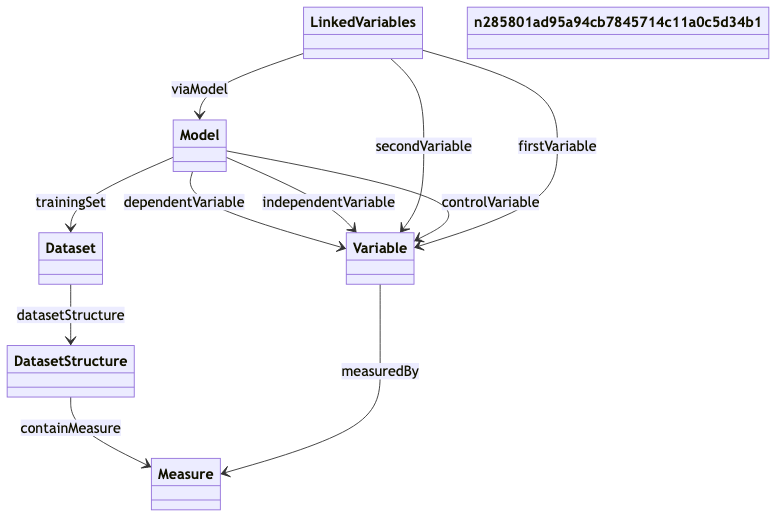 LinkedVariables
n285801ad95a94cb7845714c11a0c5d34b1
viaModel
Model
secondVariable
firstVariable
trainingSet
dependentVariable
independentVariable
controlVariable
Dataset
Variable
datasetStructure
DatasetStructure
measuredBy
containMeasure
Measure